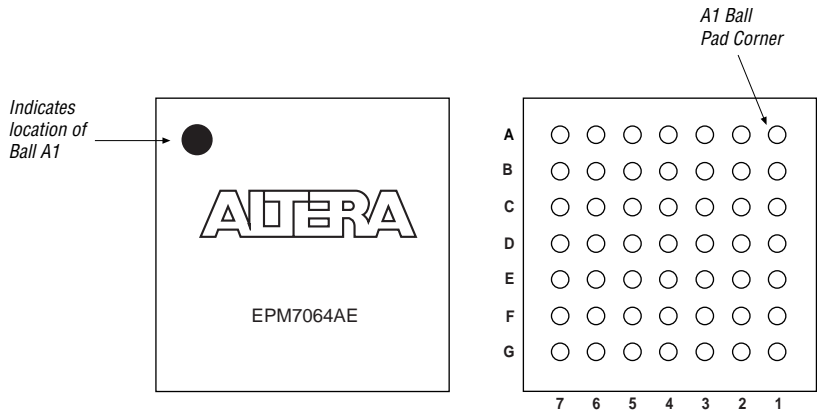 A1 Ball
Pad Corner
Indicates
location of
Ball A1
ALTERA
EPM7064AE
A
B
C
D
E
F
G
7 6 5 4 3 2 1